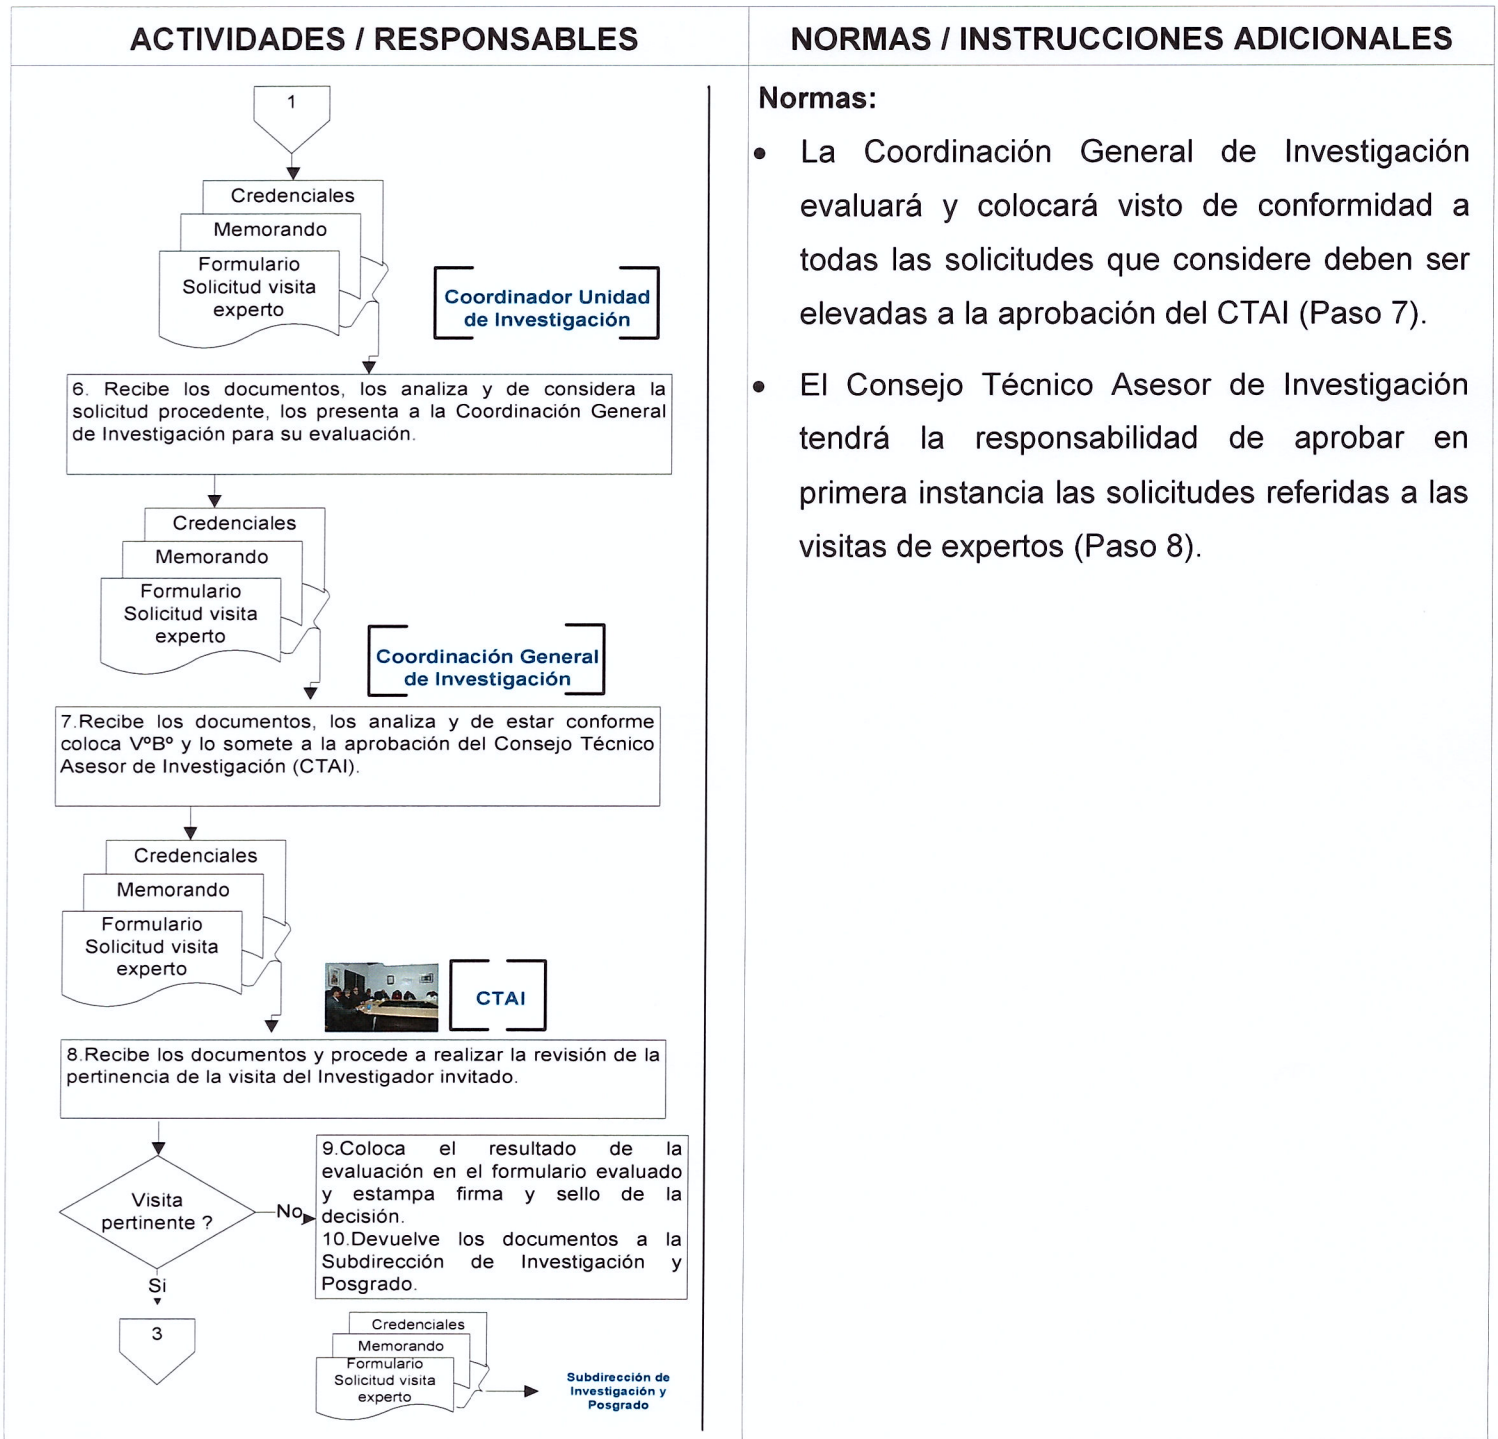 ACTIVIDADES / RESPONSABLES
NORMAS / INSTRUCCIONES ADICIONALES
1
Credenciales
Memorando
Formulario
Solicitud visita
experto
Coordinador Unidad
de Investigación
6. Recibe los documentos, los analiza y de considera la
solicitud procedente, los presenta a la Coordinación General
de Investigación para su evaluación.
Credenciales
Memorando
Formulario
Solicitud visita
experto
Coordinación General
de Investigación
7.Recibe los documentos, los analiza y de estar conforme
coloca VºBº y lo somete a la aprobación del Consejo Técnico
Asesor de Investigación (CTAI).
Credenciales
Memorando
Formulario
Solicitud visita
experto
CTAI
8.Recibe los documentos y procede a realizar la revisión de la
pertinencia de la visita del Investigador invitado.
Visita
pertinente ?
No
Si
3
9.Coloca el resultado de la
evaluación en el formulario evaluado
y estampa firma y sello de la
decisión.
10.Devuelve los documentos a la
Subdirección de Investigación y
Posgrado.
Credenciales
Memorando
Formulario
Solicitud visita
experto
Subdirección de
Investigación y
Posgrado
Normas:
• La Coordinación General de Investigación
evaluará y colocará visto de conformidad a
todas las solicitudes que considere deben ser
elevadas a la aprobación del CTAI (Paso 7).
• El Consejo Técnico Asesor de Investigación
tendrá la responsabilidad de aprobar en
primera instancia las solicitudes referidas a las
visitas de expertos (Paso 8).